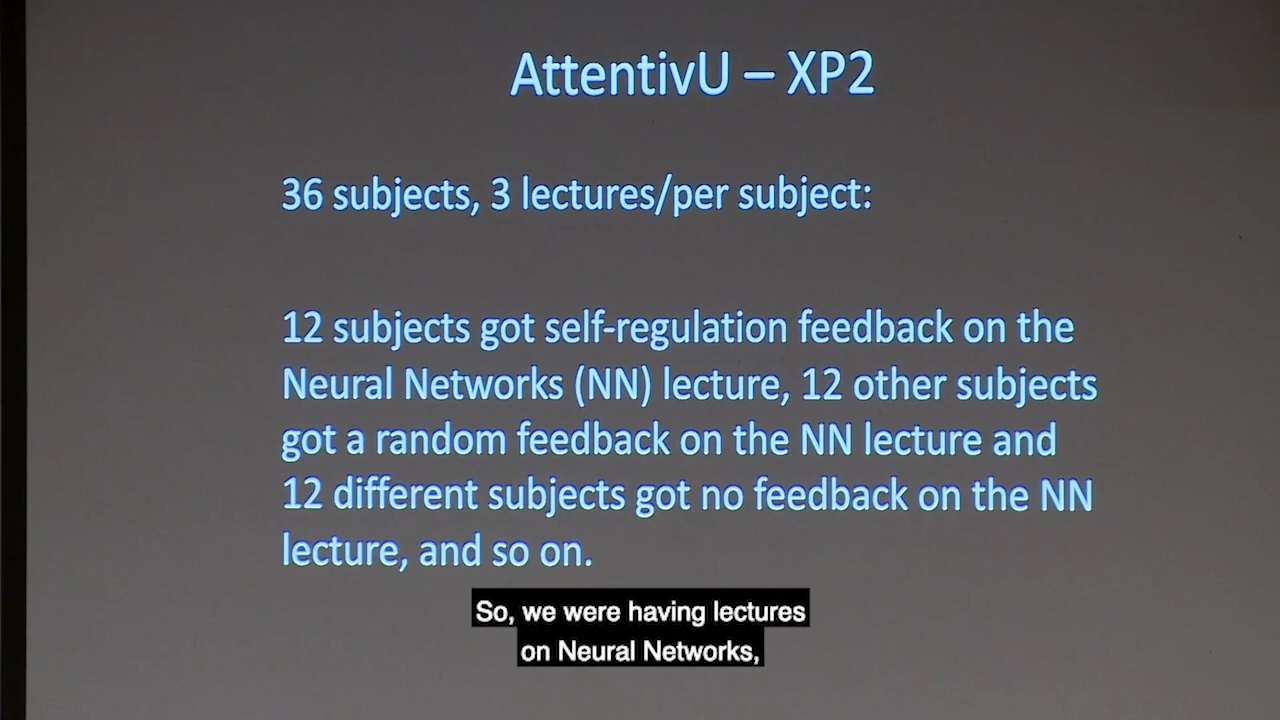 AttentivU – XP2
36 subjects, 3 lectures/per subject:
12 subjects got self-regulation feedback on the
Neural Networks (NN) lecture, 12 other subjects
got a random feedback on the NN lecture and
12 different subjects got no feedback on the NN
lecture, and so on.
So, we were having lectures
on Neural Networks,